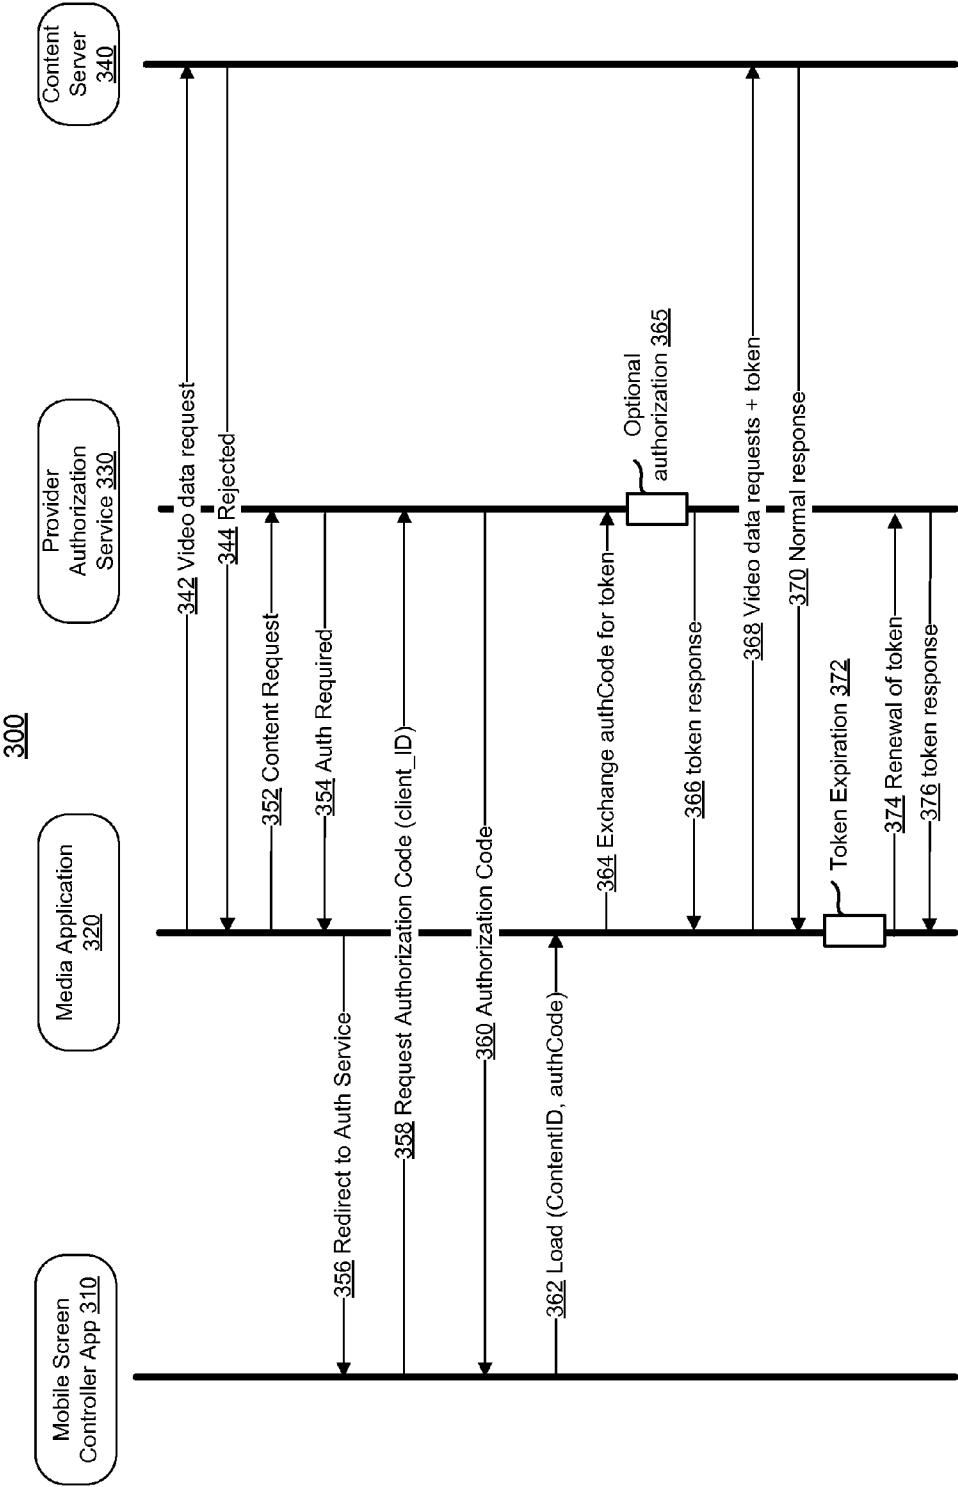 300
Mobile Screen
Controller App 310
Media Application
320
Provider
Authorization
Service 330
Content
Server
340
342 Video data request
344 Rejected
352 Content Request
354 Auth Required
356 Redirect to Auth Service
358 Request Authorization Code (client_ID)
360 Authorization Code
362 Load (ContentID, authCode)
364 Exchange authCode for token
Optional
authorization 365
366 token response
368 Video data requests + token
370 Normal response
Token Expiration 372
374 Renewal of token
376 token response